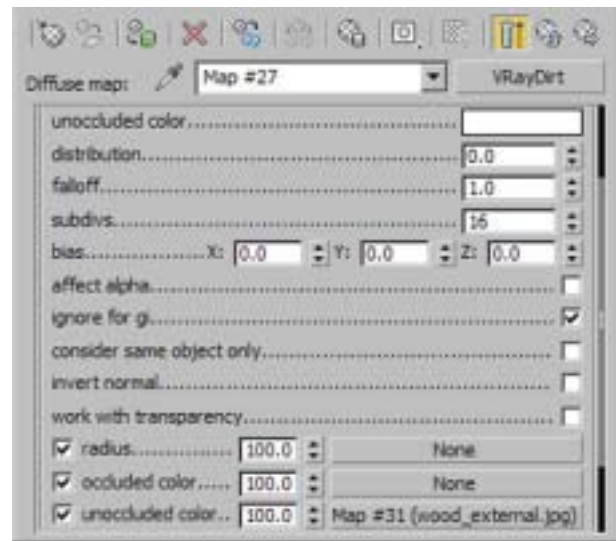 Diffuse map: Map #27 VRayDirt
unoccluded color
distribution 0.0
falloff 1.0
subdivs 16
bias X: 0.0 Y: 0.0 Z: 0.0
affect alpha
ignore for gi
consider same object only
invert normal
work with transparency
radius 100.0 None
occluded color 100.0 None
unoccluded color 100.0 Map #31 (wood_external.jpg)